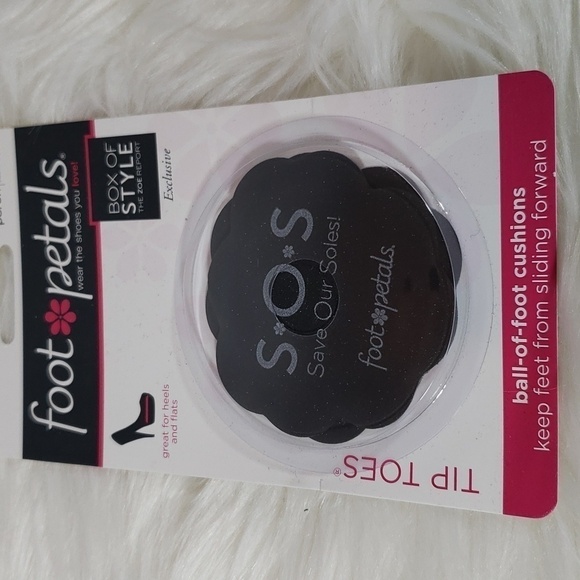 foot petals.
wear the shoes you love!
BOX OF
STYLE
THE ZOE REPORT
Exclusive
great for heels
and flats
S.O.S
Save Our Soles!
foot petals.
TIP TOES®
ball-of-foot cushions
keep feet from sliding forward